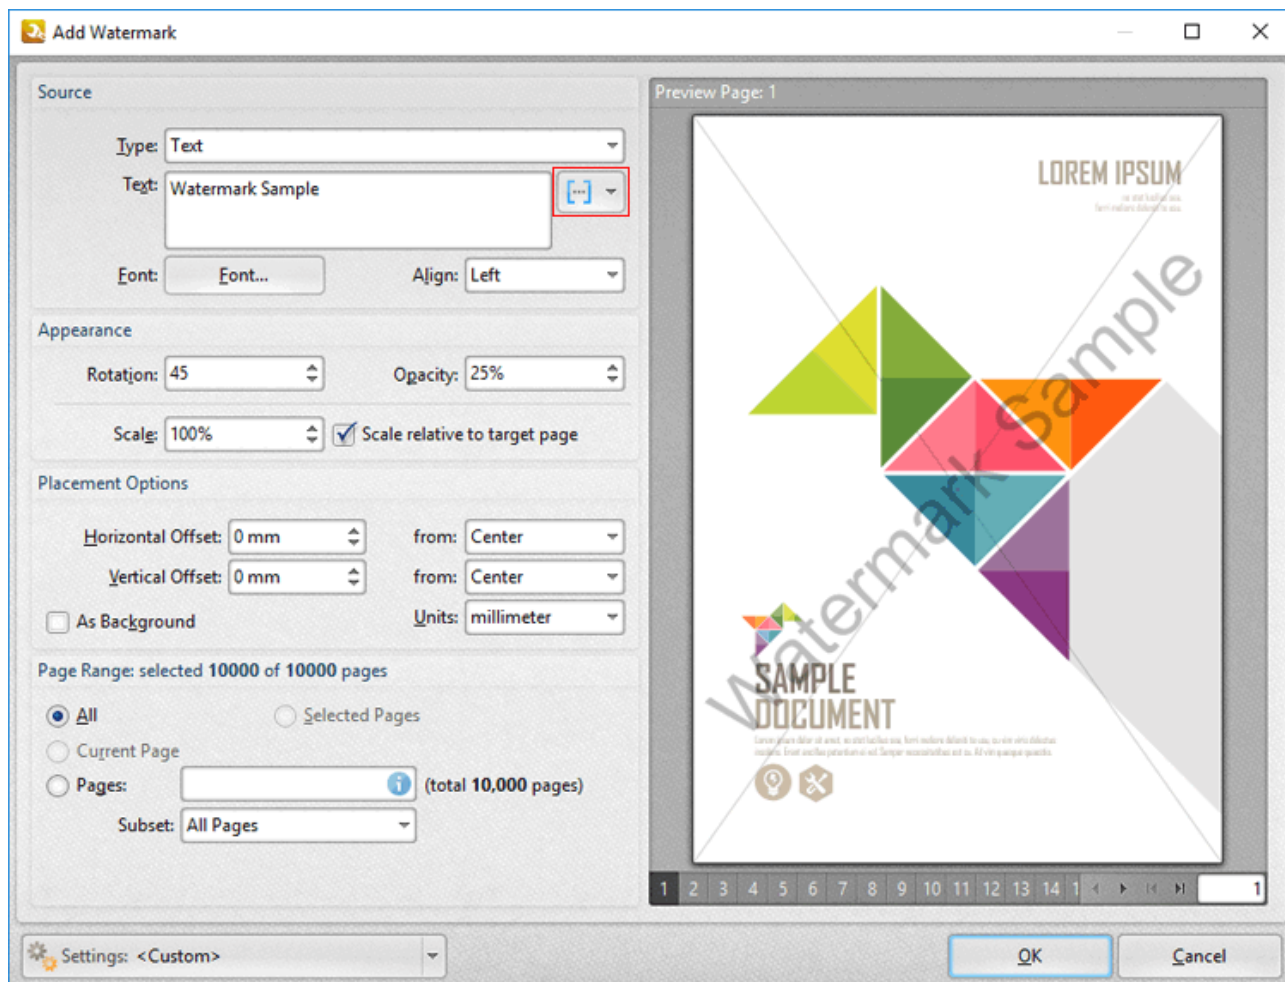 Add Watermark
Source
Type: Text
Text: Watermark Sample
Font: Font... Align: Left
Appearance
Rotation: 45 Opacity: 25%
Scale: 100% Scale relative to target page
Placement Options
Horizontal Offset: 0 mm from: Center
Vertical Offset: 0 mm from: Center
As Background Units: millimeter
Page Range: selected 10000 of 10000 pages
All Selected Pages
Current Page
Pages: (total 10,000 pages)
Subset: All Pages
Settings: <Custom>
Preview Page: 1
LOREM IPSUM
Watermark Sample
SAMPLE
DOCUMENT
1 2 3 4 5 6 7 8 9 10 11 12 13 14 1 1
OK Cancel